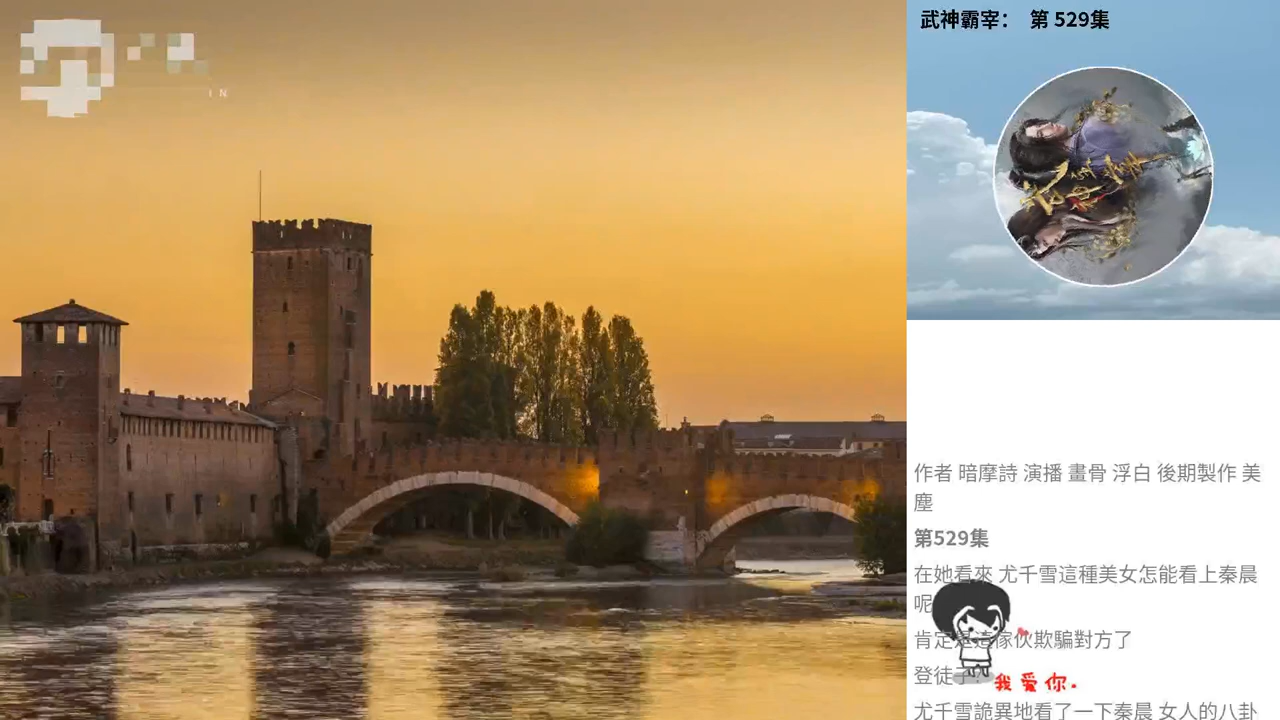 I N
武神霸宰： 第 529集
作者 暗摩詩 演播 畫骨 浮白 後期製作 美
塵
第529集
在她看來 尤千雪這種美女怎能看上秦晨
呢
肯定是這傢伙欺騙對方了
登徒子
我爱你.
尤千雪詭異地看了一下秦晨 女人的八卦